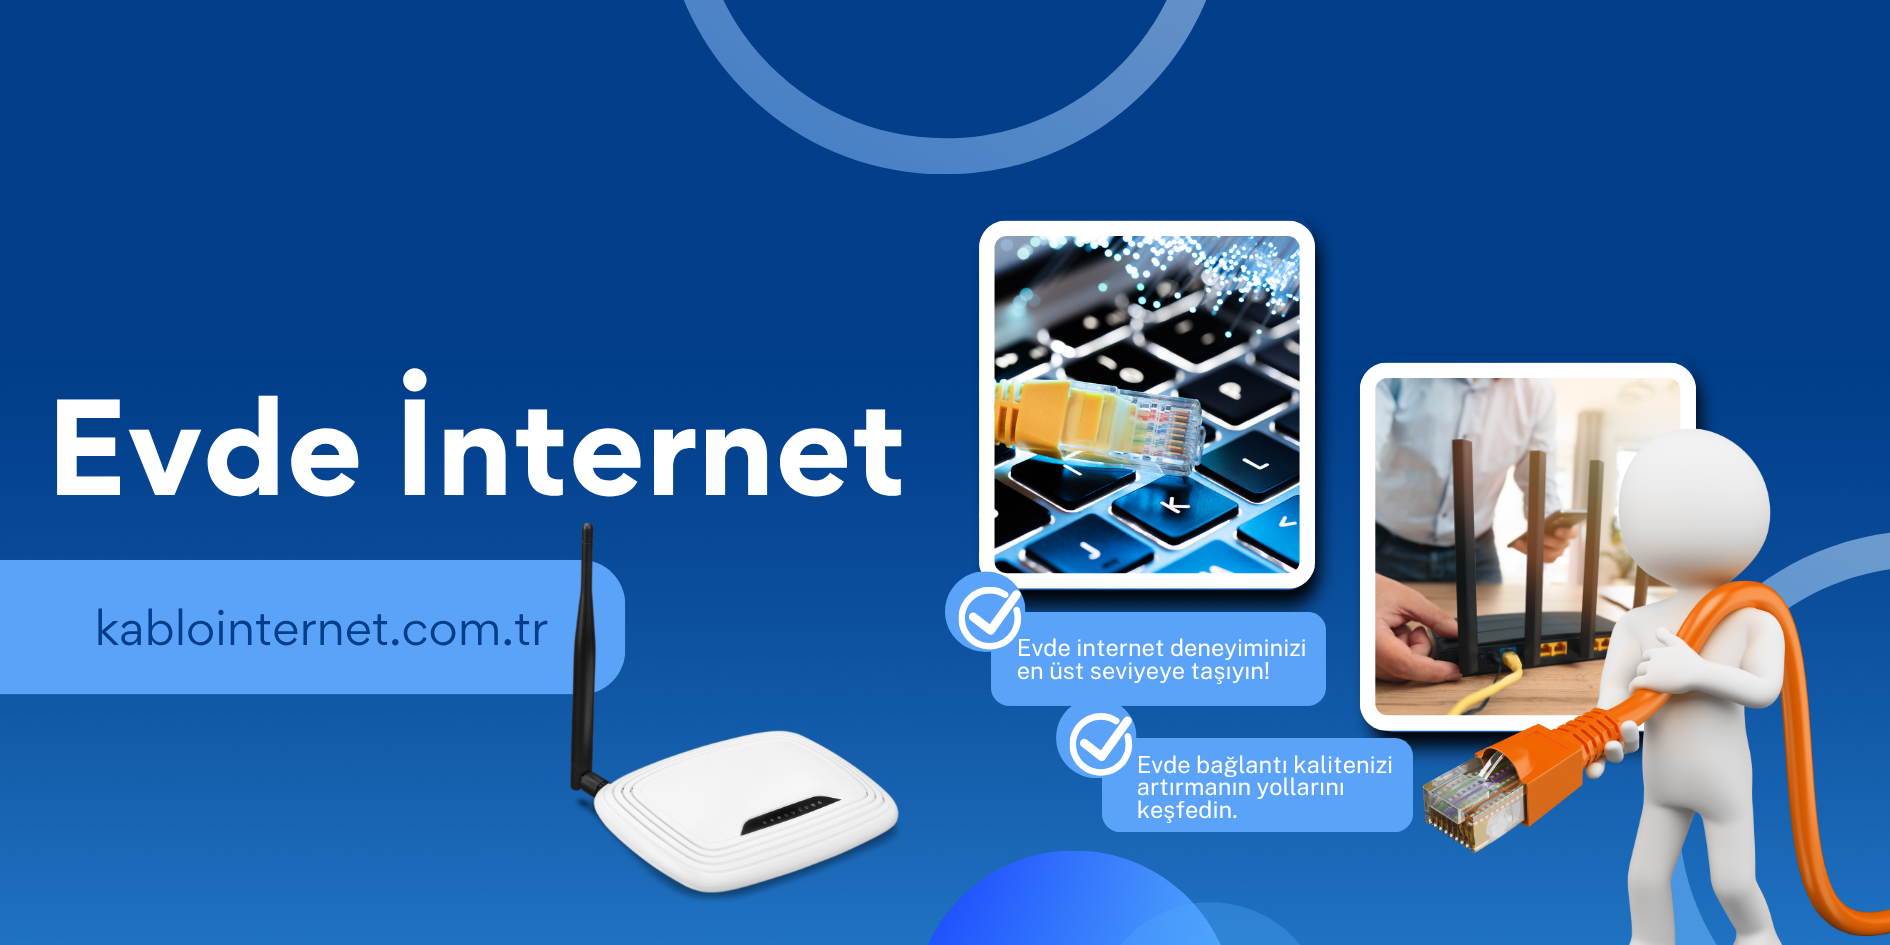 Evde İnternet
kablointernet.com.tr
Evde internet deneyiminizi
en üst seviyeye taşıyın!
Evde bağlantı kalitenizi
artırmanın yollarını
keşfedin.
L
K
J
V